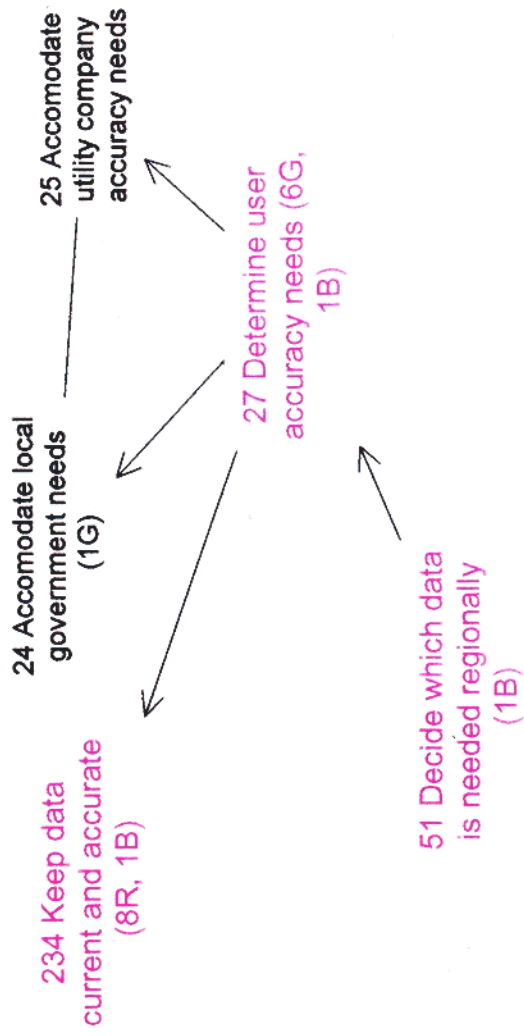 234 Keep data
current and accurate
(8R, 1B)
24 Accomodate local
government needs
(1G)
25 Accomodate
utility company
accuracy needs
27 Determine user
accuracy needs (6G,
1B)
51 Decide which data
is needed regionally
(1B)